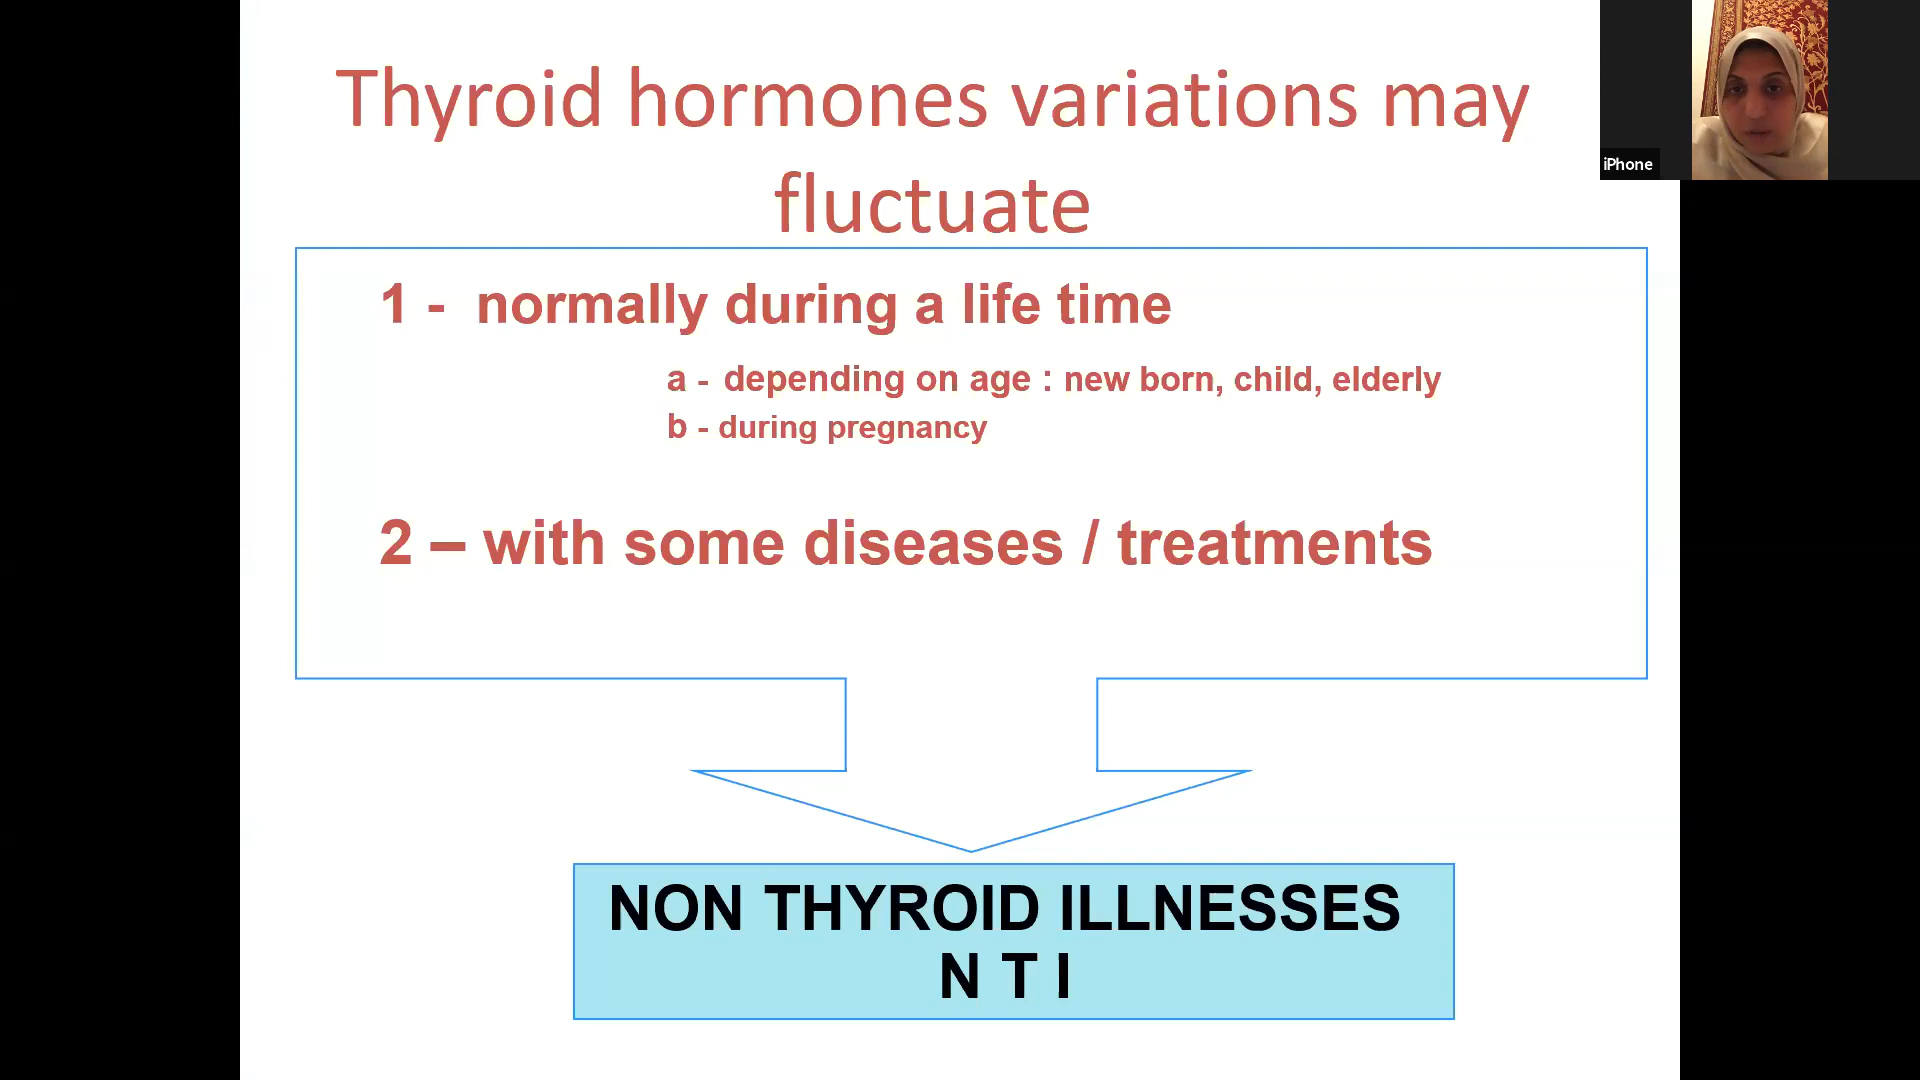 Thyroid hormones variations may
fluctuate
iPhone
1 - normally during a life time
a - depending on age : new born, child, elderly
b - during pregnancy
2 – with some diseases / treatments
NON THYROID ILLNESSES
N T I